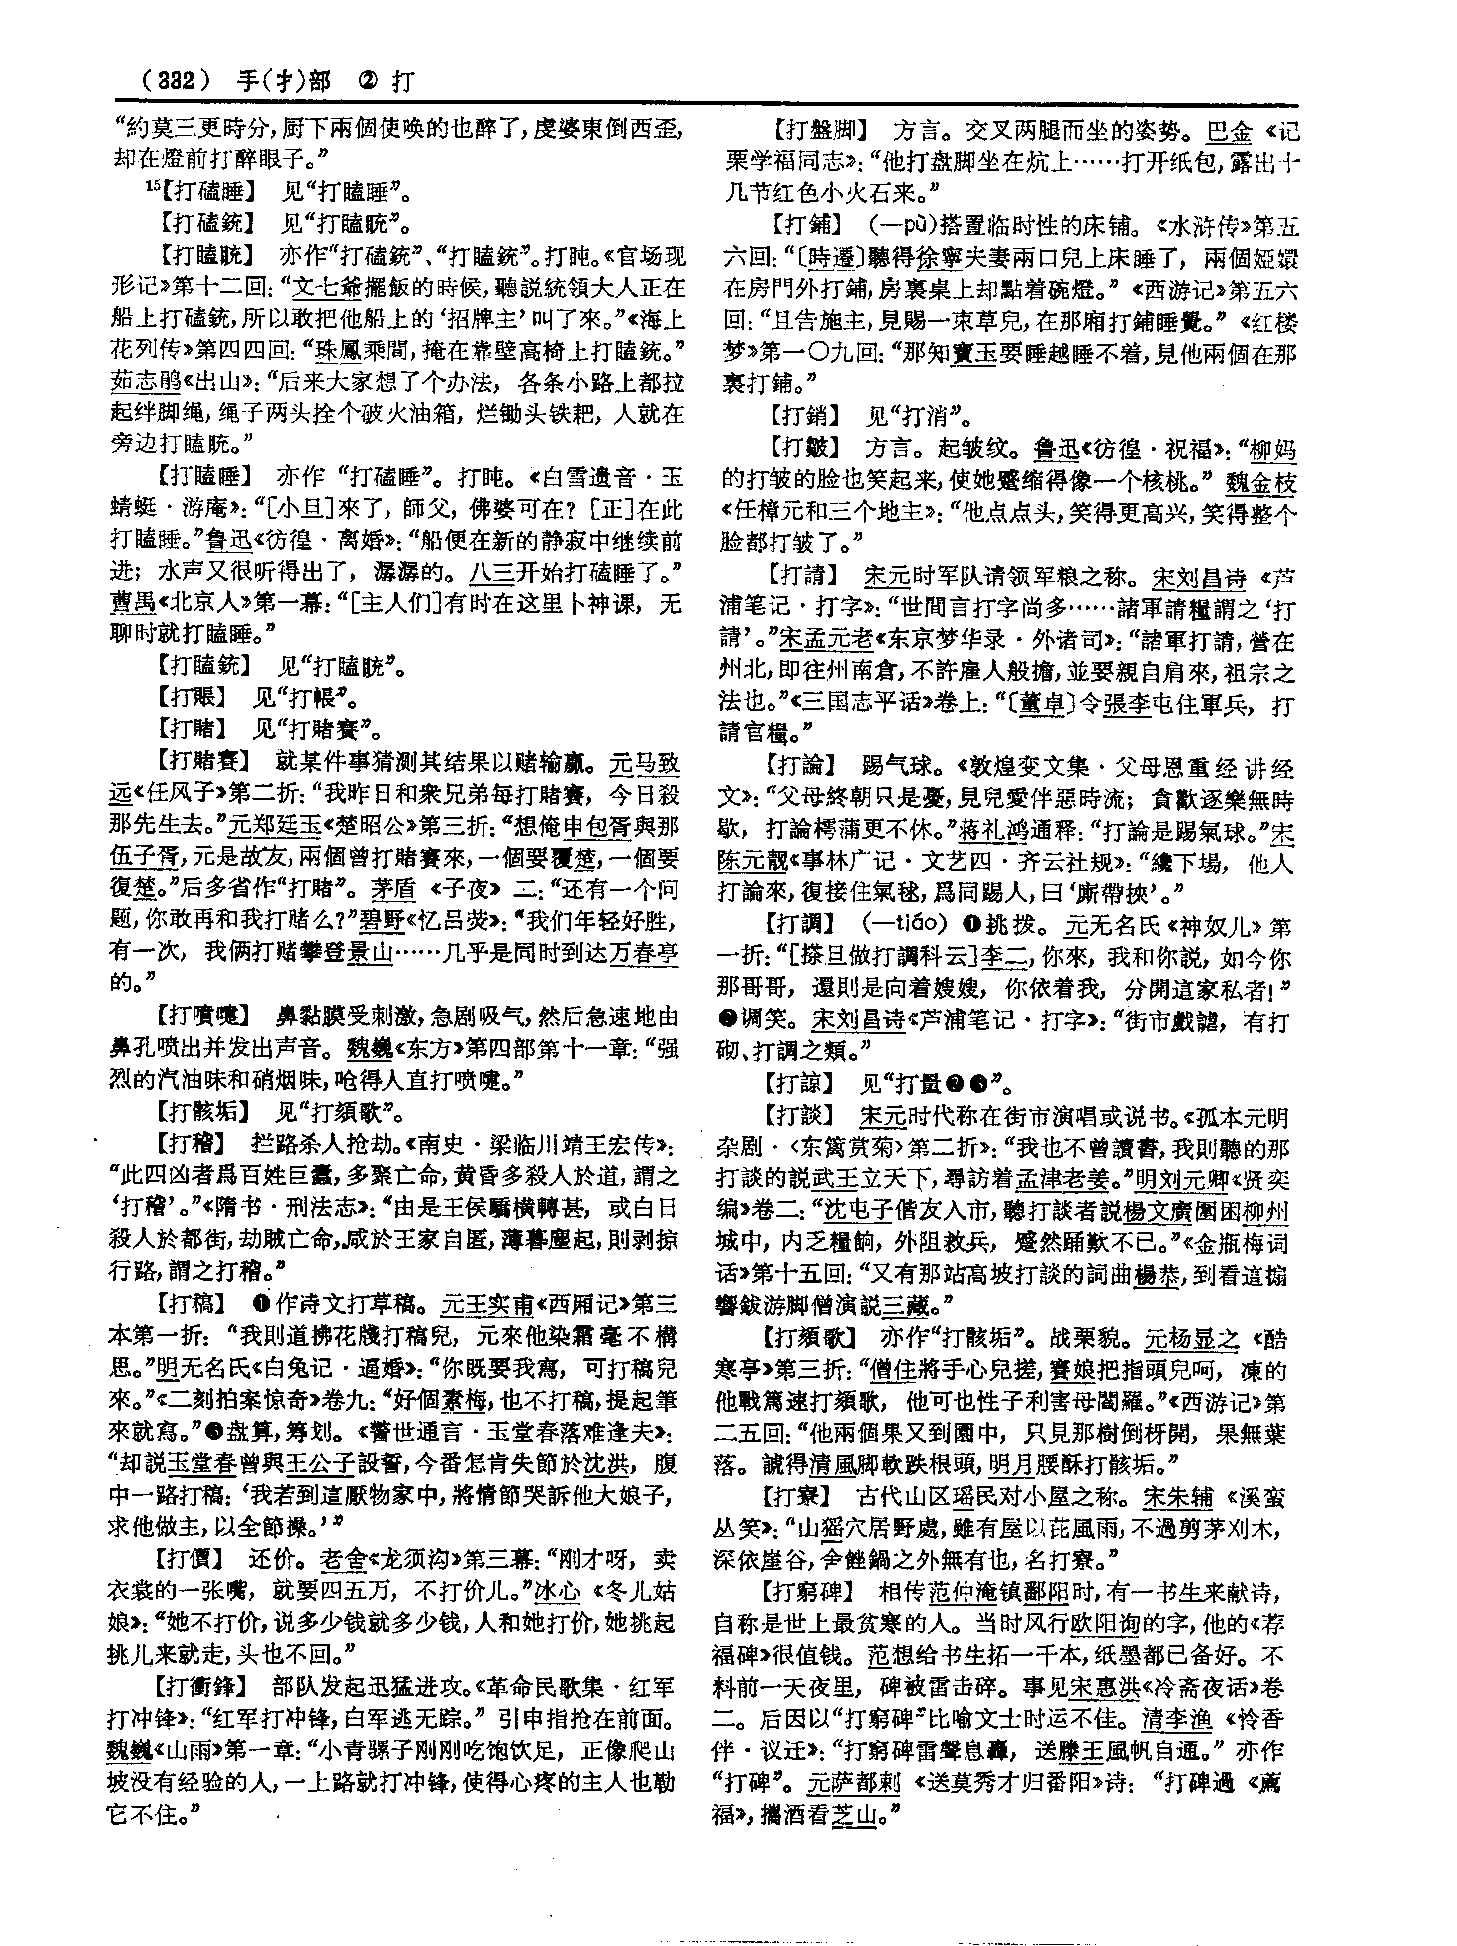 (332) 手(扌)部 ② 打
“約莫三更時分,厨下兩個使唤的也醉了,虔婆東倒西歪,
却在燈前打醉眼子。”
15【打磕睡】 见“打瞌睡”。
【打磕銃】 见“打瞌眈”。
【打瞌眈】 亦作“打磕銃”、“打瞌銃”。打盹。《官场现
形记》第十二回:“文七爺擺飯的時候,聽説統領大人正在
船上打磕銃,所以敢把他船上的‘招牌主’叫了來。”《海上
花列传》第四四回:“珠鳳乘間,掩在靠壁高椅上打瞌銃。”
茹志鹃《出山》:“后来大家想了个办法, 各条小路上都拉
起绊脚绳,绳子两头拴个破火油箱, 烂锄头铁耙, 人就在
旁边打瞌眈。”
【打瞌睡】 亦作 “打磕睡”。打盹。《白雪遗音·玉
蜻蜓·游庵》:“[小旦]來了, 師父, 佛婆可在? [正]在此
打瞌睡。”鲁迅《彷徨·离婚》:“船便在新的静寂中继续前
进; 水声又很听得出了, 潺潺的。八三开始打磕睡了。”
曹禺《北京人》第一幕:“[主人们]有时在这里卜神课, 无
聊时就打瞌睡。”
【打瞌銃】 见“打瞌眈”。
【打賬】 见“打帳”。
【打賭】 见“打賭賽”。
【打賭賽】 就某件事猜测其结果以赌输赢。元马致
远《任风子》第二折:“我昨日和衆兄弟每打賭賽, 今日殺
那先生去。”元郑廷玉《楚昭公》第三折:“想俺申包胥與那
伍子胥,元是故友,兩個曾打賭賽來,一個要覆楚,一個要
復楚。”后多省作“打賭”。茅盾《子夜》二:“还有一个问
题,你敢再和我打赌么?”碧野《忆吕荧》:“我们年轻好胜,
有一次, 我俩打赌攀登景山……几乎是同时到达万春亭
的。”
【打噴嚏】 鼻黏膜受刺激,急剧吸气,然后急速地由
鼻孔喷出并发出声音。魏巍《东方》第四部第十一章:“强
烈的汽油味和硝烟味,呛得人直打喷嚏。”
【打骸垢】 见“打頦歌”。
【打稽】 拦路杀人抢劫。《南史·梁临川靖王宏传》:
“此四凶者爲百姓巨蠹,多聚亡命,黄昏多殺人於道,謂之
‘打稽’。”《隋书·刑法志》:“由是王侯驕横轉甚, 或白日
殺人於都街,劫賊亡命,咸於王家自匿,薄暮塵起,則剥掠
行路,謂之打稽。”
【打稿】 ❶作诗文打草稿。元王实甫《西厢记》第三
本第一折: “我則道拂花牋打稿兒, 元來他染霜毫不構
思。”明无名氏《白兔记·逼婚》:“你既要我寫, 可打稿兒
來。”《二刻拍案惊奇》卷九:“好個素梅,也不打稿,提起筆
來就寫。”❷盘算,筹划。《警世通言·玉堂春落难逢夫》:
“却説玉堂春曾與王公子設誓,今番怎肯失節於沈洪, 腹
中一路打稿:‘我若到這厭物家中,將情節哭訴他大娘子,
求他做主,以全節操。’”
【打價】 还价。老舍《龙须沟》第三幕:“刚才呀, 卖
衣裳的一张嘴, 就要四五万, 不打价儿。”冰心《冬儿姑
娘》:“她不打价,说多少钱就多少钱,人和她打价,她挑起
挑儿来就走,头也不回。”
【打衝鋒】 部队发起迅猛进攻。《革命民歌集·红军
打冲锋》:“红军打冲锋,白军逃无踪。” 引申指抢在前面。
魏巍《山雨》第一章:“小青骡子刚刚吃饱饮足, 正像爬山
坡没有经验的人,一上路就打冲锋,使得心疼的主人也勒
它不住。”
【打盤脚】 方言。交叉两腿而坐的姿势。巴金《记
栗学福同志》:“他打盘脚坐在炕上……打开纸包,露出十
几节红色小火石来。”
【打鋪】 (—pù)搭置临时性的床铺。《水浒传》第五
六回:“〔時遷〕聽得徐寧夫妻兩口兒上床睡了, 兩個婭嬛
在房門外打鋪,房裏桌上却點着碗燈。”《西游记》第五六
回:“且告施主,見賜一束草兒,在那廂打鋪睡覺。”《红楼
梦》第一〇九回:“那知寳玉要睡越睡不着,見他兩個在那
裏打鋪。”
【打銷】 见“打消”。
【打皺】 方言。起皱纹。鲁迅《彷徨·祝福》:“柳妈
的打皱的脸也笑起来,使她蹙缩得像一个核桃。” 魏金枝
《任樟元和三个地主》:“他点点头,笑得更高兴,笑得整个
脸都打皱了。”
【打請】 宋元时军队请领军粮之称。宋刘昌诗《芦
浦笔记·打字》:“世間言打字尚多……諸軍請糧謂之‘打
請’。”宋孟元老《东京梦华录·外诸司》:“諸軍打請,營在
州北,即往州南倉,不許雇人般擔,並要親自肩來,祖宗之
法也。”《三国志平话》卷上:“〔董卓〕令張李屯住軍兵, 打
請官糧。”
【打論】 踢气球。《敦煌变文集·父母恩重经讲经
文》:“父母終朝只是憂,見兒愛伴惡時流; 貪歡逐樂無時
歇, 打論樗蒲更不休。”蒋礼鸿通释:“打論是踢氣球。”宋
陈元靓《事林广记·文艺四·齐云社规》:“纔下場, 他人
打論來,復接住氣毬,爲同踢人,曰‘厮帶挾’。”
【打調】 (—tiáo) ❶挑拨。元无名氏《神奴儿》第
一折:“[搽旦做打調科云]李二,你來, 我和你説, 如今你
那哥哥, 還則是向着嫂嫂, 你依着我, 分開這家私者!”
❷调笑。宋刘昌诗《芦浦笔记·打字》:“街市戲謔, 有打
砌、打調之類。”
【打諒】 见“打量❷❸”。
【打談】 宋元时代称在街市演唱或说书。《孤本元明
杂剧·〈东篱赏菊〉第二折》:“我也不曾讀書,我則聽的那
打談的説武王立天下,尋訪着孟津老姜。”明刘元卿《贤奕
编》卷二:“沈屯子偕友入市,聽打談者説楊文廣圍困柳州
城中, 内乏糧餉, 外阻救兵, 蹙然踊歎不已。”《金瓶梅词
话》第十五回:“又有那站高坡打談的詞曲楊恭,到看這搧
響鈸游脚僧演説三藏。”
【打頦歌】 亦作“打骸垢”。战栗貌。元杨显之《酷
寒亭》第三折:“僧住將手心兒搓,賽娘把指頭兒呵, 凍的
他戰篤速打頦歌, 他可也性子利害母閻羅。”《西游记》第
二五回:“他兩個果又到園中, 只見那樹倒枒開, 果無葉
落。諕得清風脚軟跌根頭,明月腰酥打骸垢。”
【打寮】 古代山区瑶民对小屋之称。宋朱辅《溪蛮
丛笑》:“山猺穴居野處,雖有屋以芘風雨,不過剪茅刈木,
深依崖谷,舍銼鍋之外無有也,名打寮。”
【打窮碑】 相传范仲淹镇鄱阳时,有一书生来献诗,
自称是世上最贫寒的人。当时风行欧阳询的字,他的《荐
福碑》很值钱。范想给书生拓一千本,纸墨都已备好。不
料前一天夜里, 碑被雷击碎。事见宋惠洪《冷斋夜话》卷
二。后因以“打窮碑”比喻文士时运不佳。清李渔《怜香
伴·议迁》:“打窮碑雷聲息轟, 送滕王風帆自通。” 亦作
“打碑”。元萨都剌《送莫秀才归番阳》诗: “打碑過《薦
福》,攜酒看芝山。”